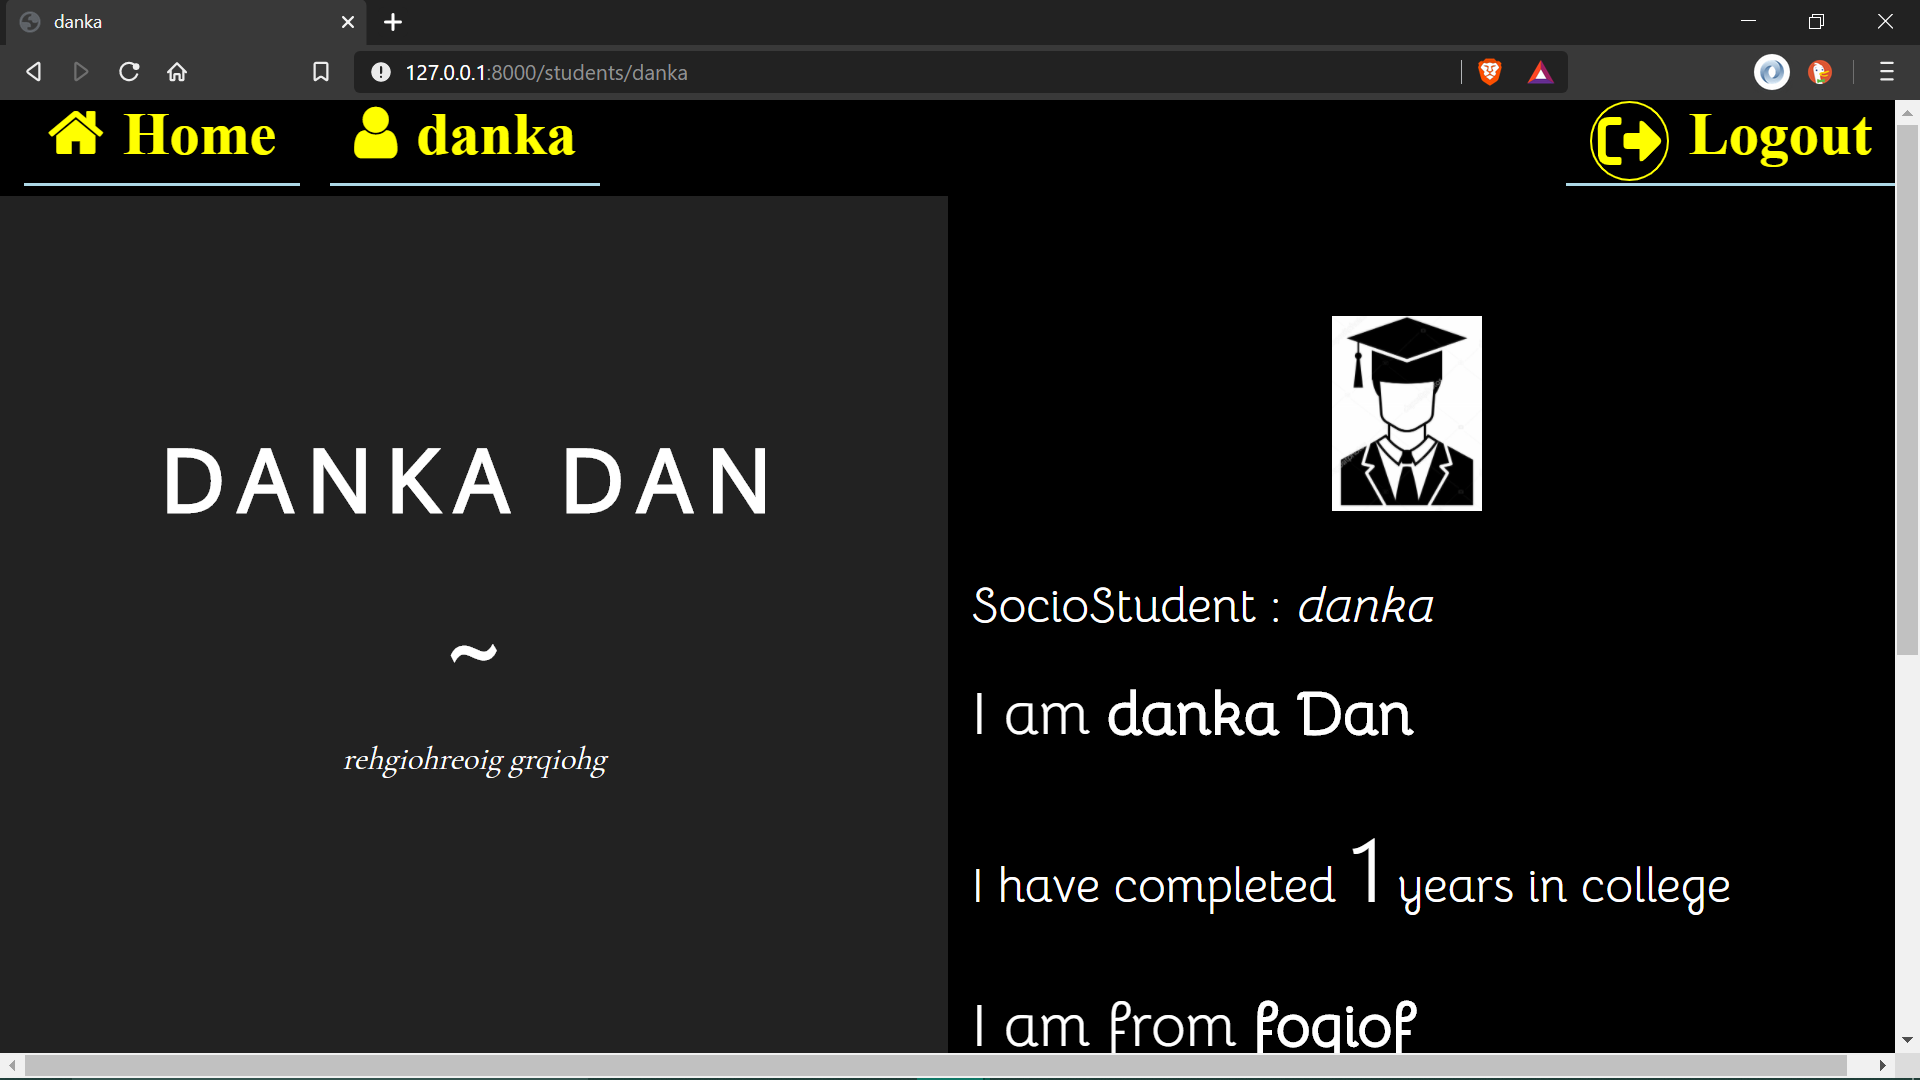 danka
127.0.0.1:8000/students/danka
Home danka Logout
DANKA DAN
~
rehgiohreoig grqiohg
SocioStudent : danka
I am danka Dan
I have completed 1 years in college
I am from foqiof